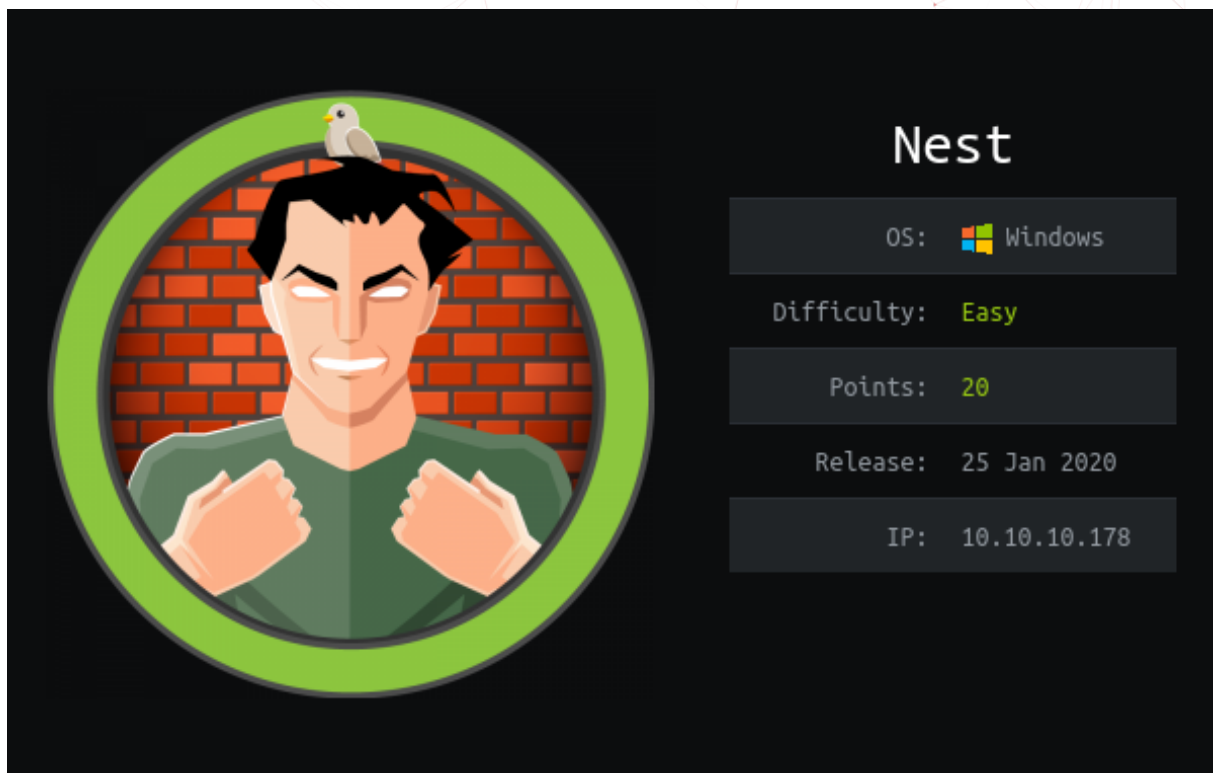 Nest
OS: Windows
Difficulty: Easy
Points: 20
Release: 25 Jan 2020
IP: 10.10.10.178